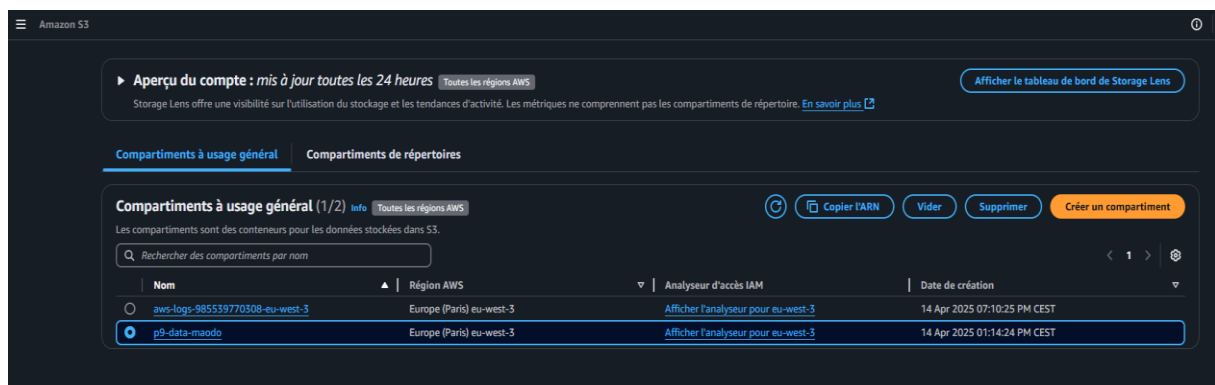 Amazon S3
Aperçu du compte : mis à jour toutes les 24 heures Toutes les régions AWS
Afficher le tableau de bord de Storage Lens
Storage Lens offre une visibilité sur l'utilisation du stockage et les tendances d'activité. Les métriques ne comprennent pas les compartiments de répertoire. En savoir plus
Compartiments à usage général Compartiments de répertoires
Compartiments à usage général (1/2) Info Toutes les régions AWS
Copier l'ARN Vider Supprimer Créer un compartiment
Les compartiments sont des conteneurs pour les données stockées dans S3.
Rechercher des compartiments par nom
1
Nom Région AWS Analyseur d'accès IAM Date de création
aws-logs-985539770308-eu-west-3 Europe (Paris) eu-west-3 Afficher l'analyseur pour eu-west-3 14 Apr 2025 07:10:25 PM CEST
p9-data-maodo Europe (Paris) eu-west-3 Afficher l'analyseur pour eu-west-3 14 Apr 2025 01:14:24 PM CEST